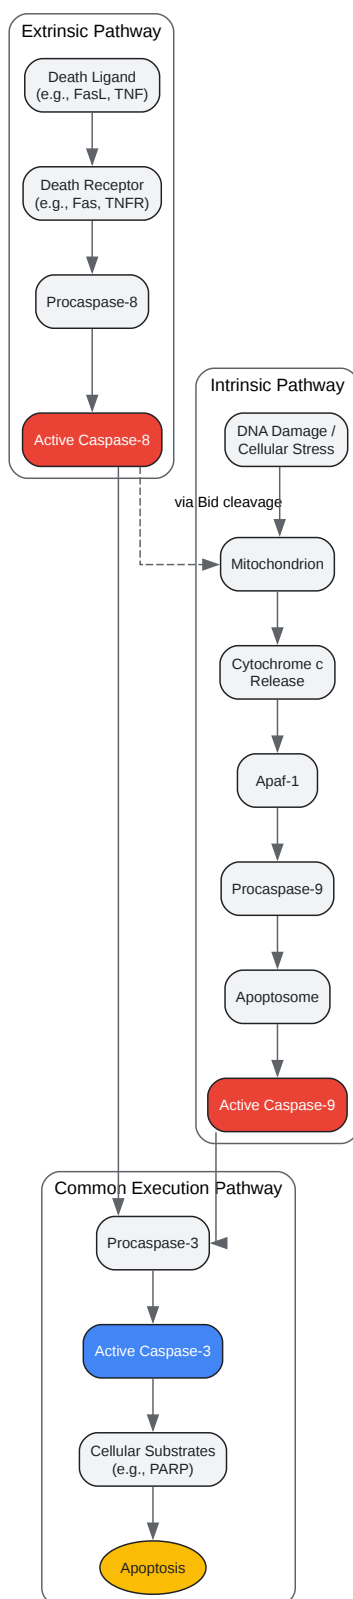 Extrinsic Pathway
Death Ligand
(e.g., FasL, TNF)
Death Receptor
(e.g., Fas, TNFR)
Procaspase-8
Active Caspase-8
Intrinsic Pathway
DNA Damage /
Cellular Stress
via Bid cleavage
Mitochondrion
Cytochrome c
Release
Apaf-1
Procaspase-9
Apoptosome
Active Caspase-9
Common Execution Pathway
Procaspase-3
Active Caspase-3
Cellular Substrates
(e.g., PARP)
Apoptosis